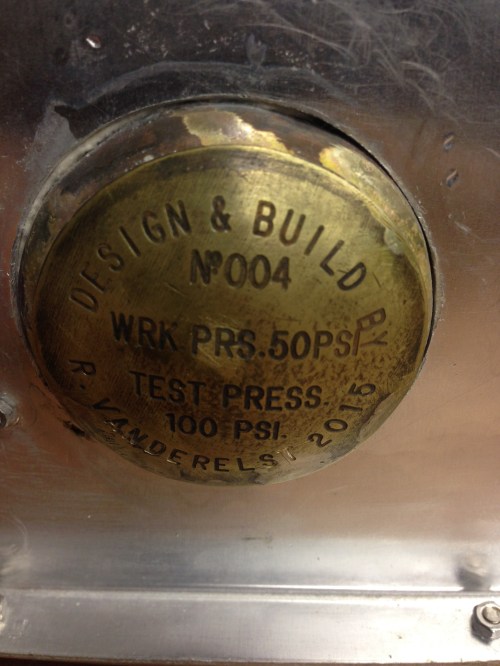 DESIGN & BUILD BY
Nº004
WRK PRS.50PSI
TEST PRESS.
100 PSI.
R. VANDERELST 2015